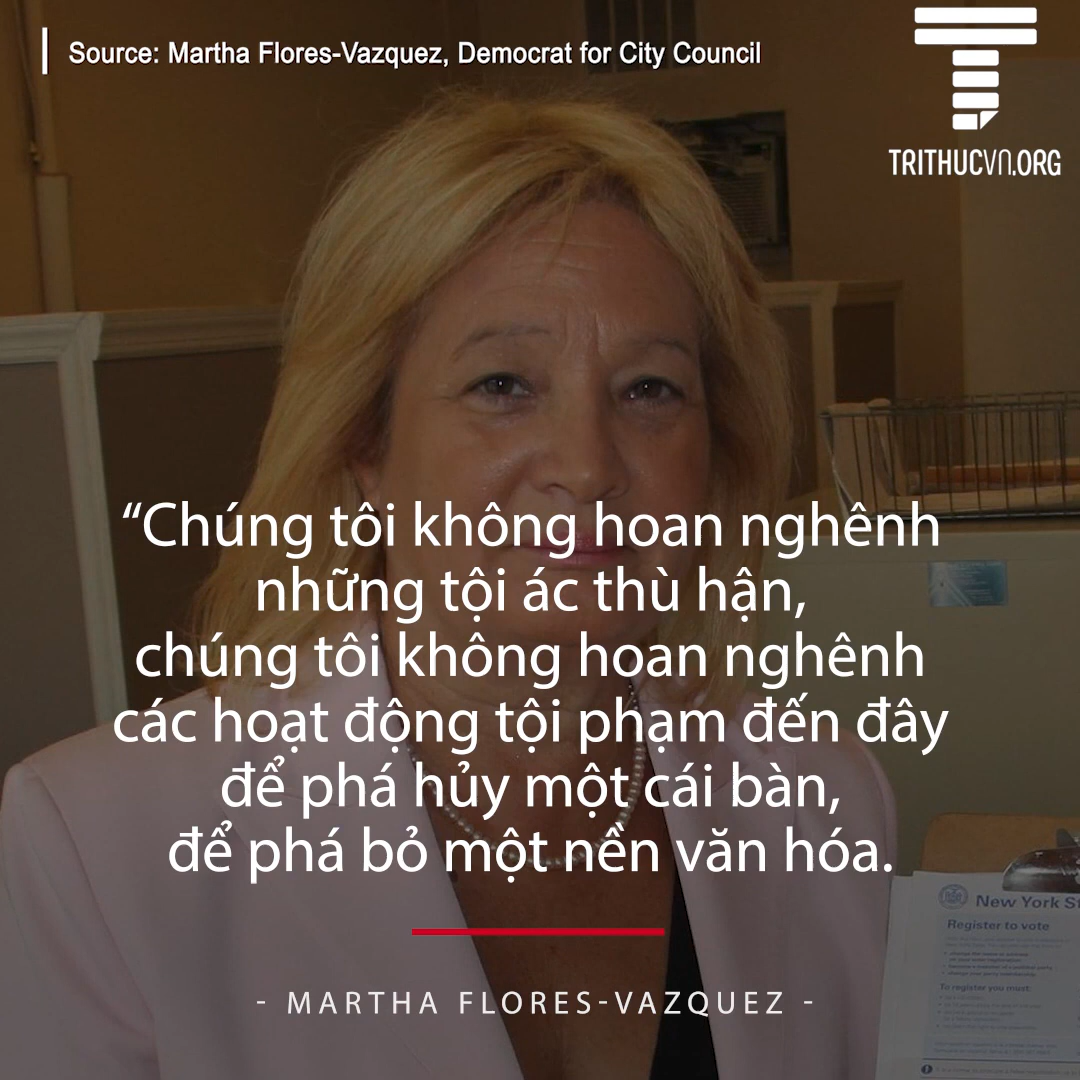 Source: Martha Flores-Vazquez, Democrat for City Council
TRITHUCVN.ORG
“Chúng tôi không hoan nghênh
những tội ác thù hận,
chúng tôi không hoan nghênh
các hoạt động tội phạm đến đây
để phá hủy một cái bàn,
để phá bỏ một nền văn hóa.
- MARTHA FLORES-VAZQUEZ -
New York St
Register to vote
To register you must: